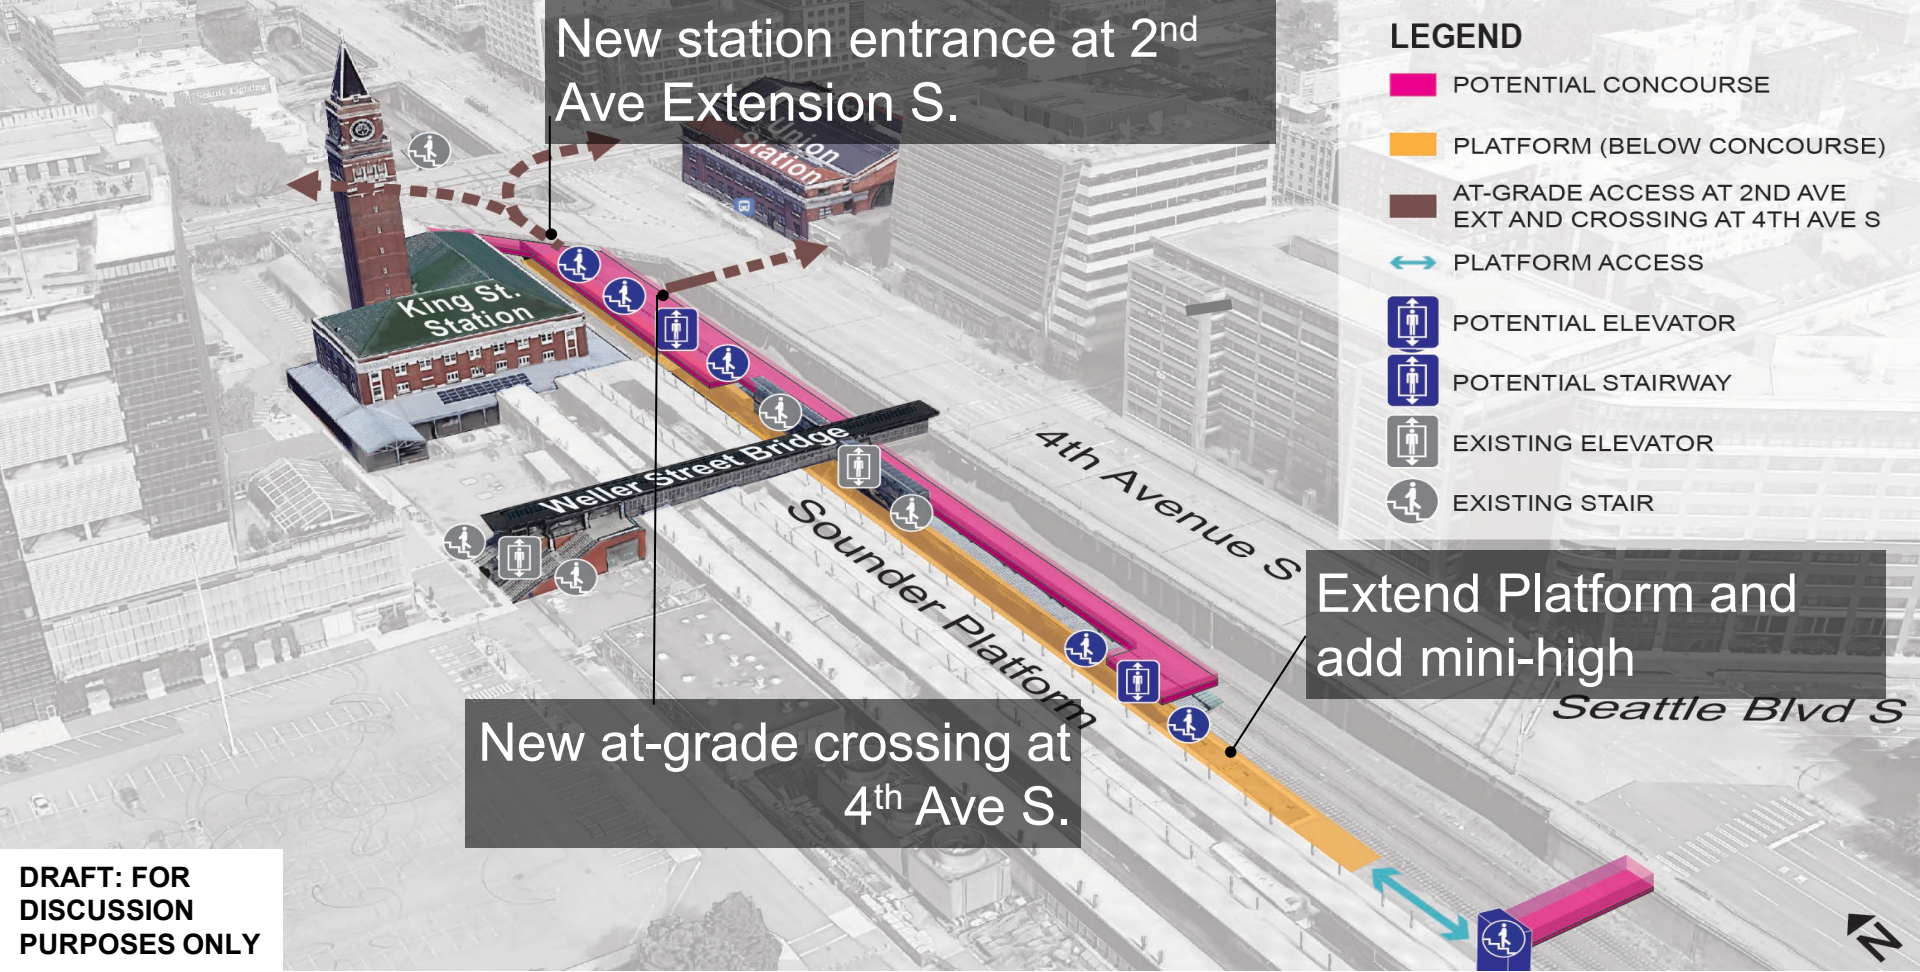 New station entrance at 2nd
Ave Extension S.
LEGEND
POTENTIAL CONCOURSE
PLATFORM (BELOW CONCOURSE)
AT-GRADE ACCESS AT 2ND AVE
EXT AND CROSSING AT 4TH AVE S
PLATFORM ACCESS
POTENTIAL ELEVATOR
POTENTIAL STAIRWAY
EXISTING ELEVATOR
EXISTING STAIR
Seattle Lighting
Union
Station
King St.
Station
Weller Street Bridge
4th Avenue S
Sounder Platform
Extend Platform and
add mini-high
Seattle Blvd S
New at-grade crossing at
4th Ave S.
DRAFT: FOR
DISCUSSION
PURPOSES ONLY
N